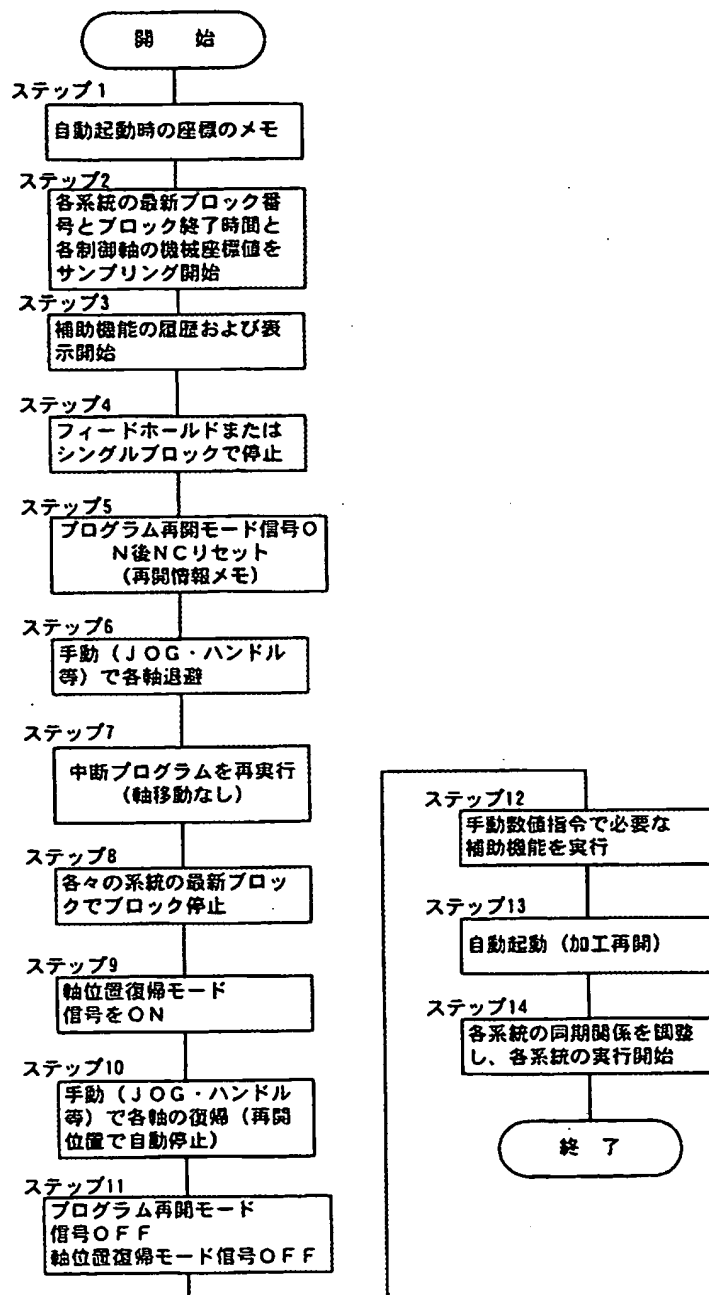 開 始
ステップ1
自動起動時の座標のメモ
ステップ2
各系統の最新ブロック番
号とブロック終了時間と
各制御軸の機械座標値を
サンプリング開始
ステップ3
補助機能の履歴および表
示開始
ステップ4
フィードホールドまたは
シングルブロックで停止
ステップ5
プログラム再開モード信号O
N後NCリセット
(再開情報メモ)
ステップ6
手動(JOG・ハンドル
等)で各軸退避
ステップ7
中断プログラムを再実行
(軸移動なし)
ステップ8
各々の系統の最新ブロッ
クでブロック停止
ステップ9
軸位置復帰モード
信号をON
ステップ10
手動(JOG・ハンドル
等)で各軸の復帰(再開
位置で自動停止)
ステップ11
プログラム再開モード
信号OFF
軸位置復帰モード信号OFF
ステップ12
手動数値指令で必要な
補助機能を実行
ステップ13
自動起動(加工再開)
ステップ14
各系統の同期関係を調整
し、各系統の実行開始
終 了